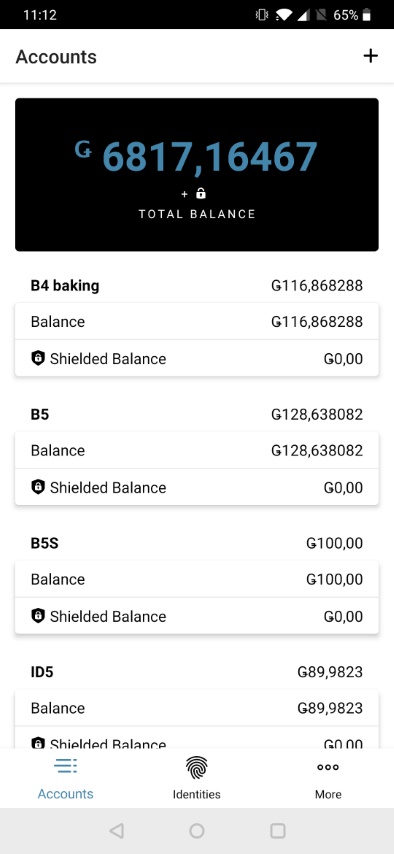 11:12
65%
Accounts
+
Ǥ 6817,16467
+
TOTAL BALANCE
B4 baking Ǥ116,868288
Balance Ǥ116,868288
Shielded Balance Ǥ0,00
B5 Ǥ128,638082
Balance Ǥ128,638082
Shielded Balance Ǥ0,00
B5S Ǥ100,00
Balance Ǥ100,00
Shielded Balance Ǥ0,00
ID5 Ǥ89,9823
Balance Ǥ89,9823
Shielded Balance Ǥ0,00
Accounts Identities More